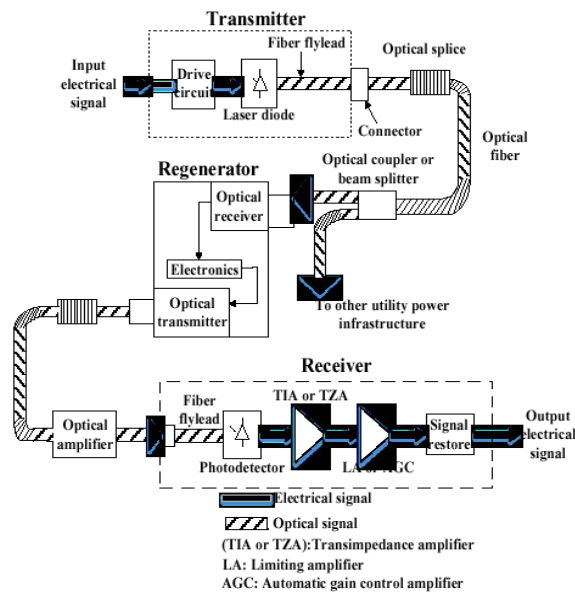 Transmitter
Fiber flylead
Optical splice
Input
electrical
signal
Drive
circuit
Laser diode
Connector
Optical
fiber
Optical coupler or
beam splitter
Regenerator
Optical
receiver
Electronics
Optical
transmitter
To other utility power
infrastructure
Receiver
Fiber
flylead
TIA or TZA
Optical
amplifier
Photodetector
LA or AGC
Signal
restore
Output
electrical
signal
Electrical signal
Optical signal
(TIA or TZA):Transimpedance amplifier
LA: Limiting amplifier
AGC: Automatic gain control amplifier